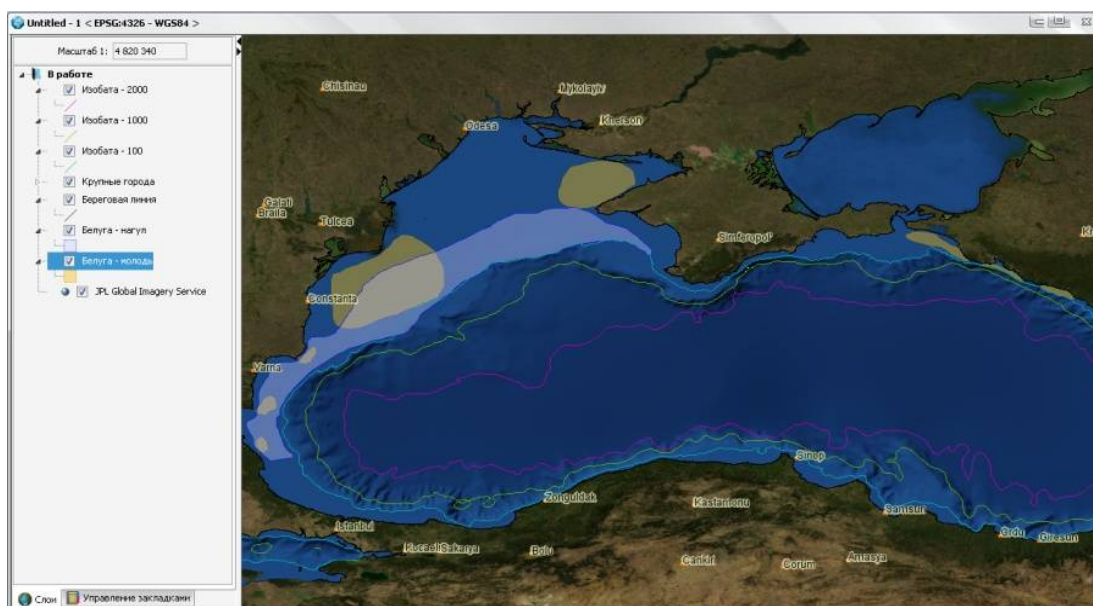 Untitled - 1 < EPSG:4326 - WGS84 >
Масштаб 1: 4 820 340
В работе
Изобата - 2000
Изобата - 1000
Изобата - 100
Крупные города
Береговая линия
Белуга - нагул
Белуга - молодь
JPL Global Imagery Service
Слои
Управление закладками
Chisinau
Mykolayiv
Odesa
Kherson
Galati
Braila
Tulcea
Simferopol'
Constanta
Varna
Sinop
Zonguldak
Kastamonu
Samsun
Istanbul
Ordu
Giresun
Kocaeli
Sakarya
Bolu
Cankiri
Corum
Amasya